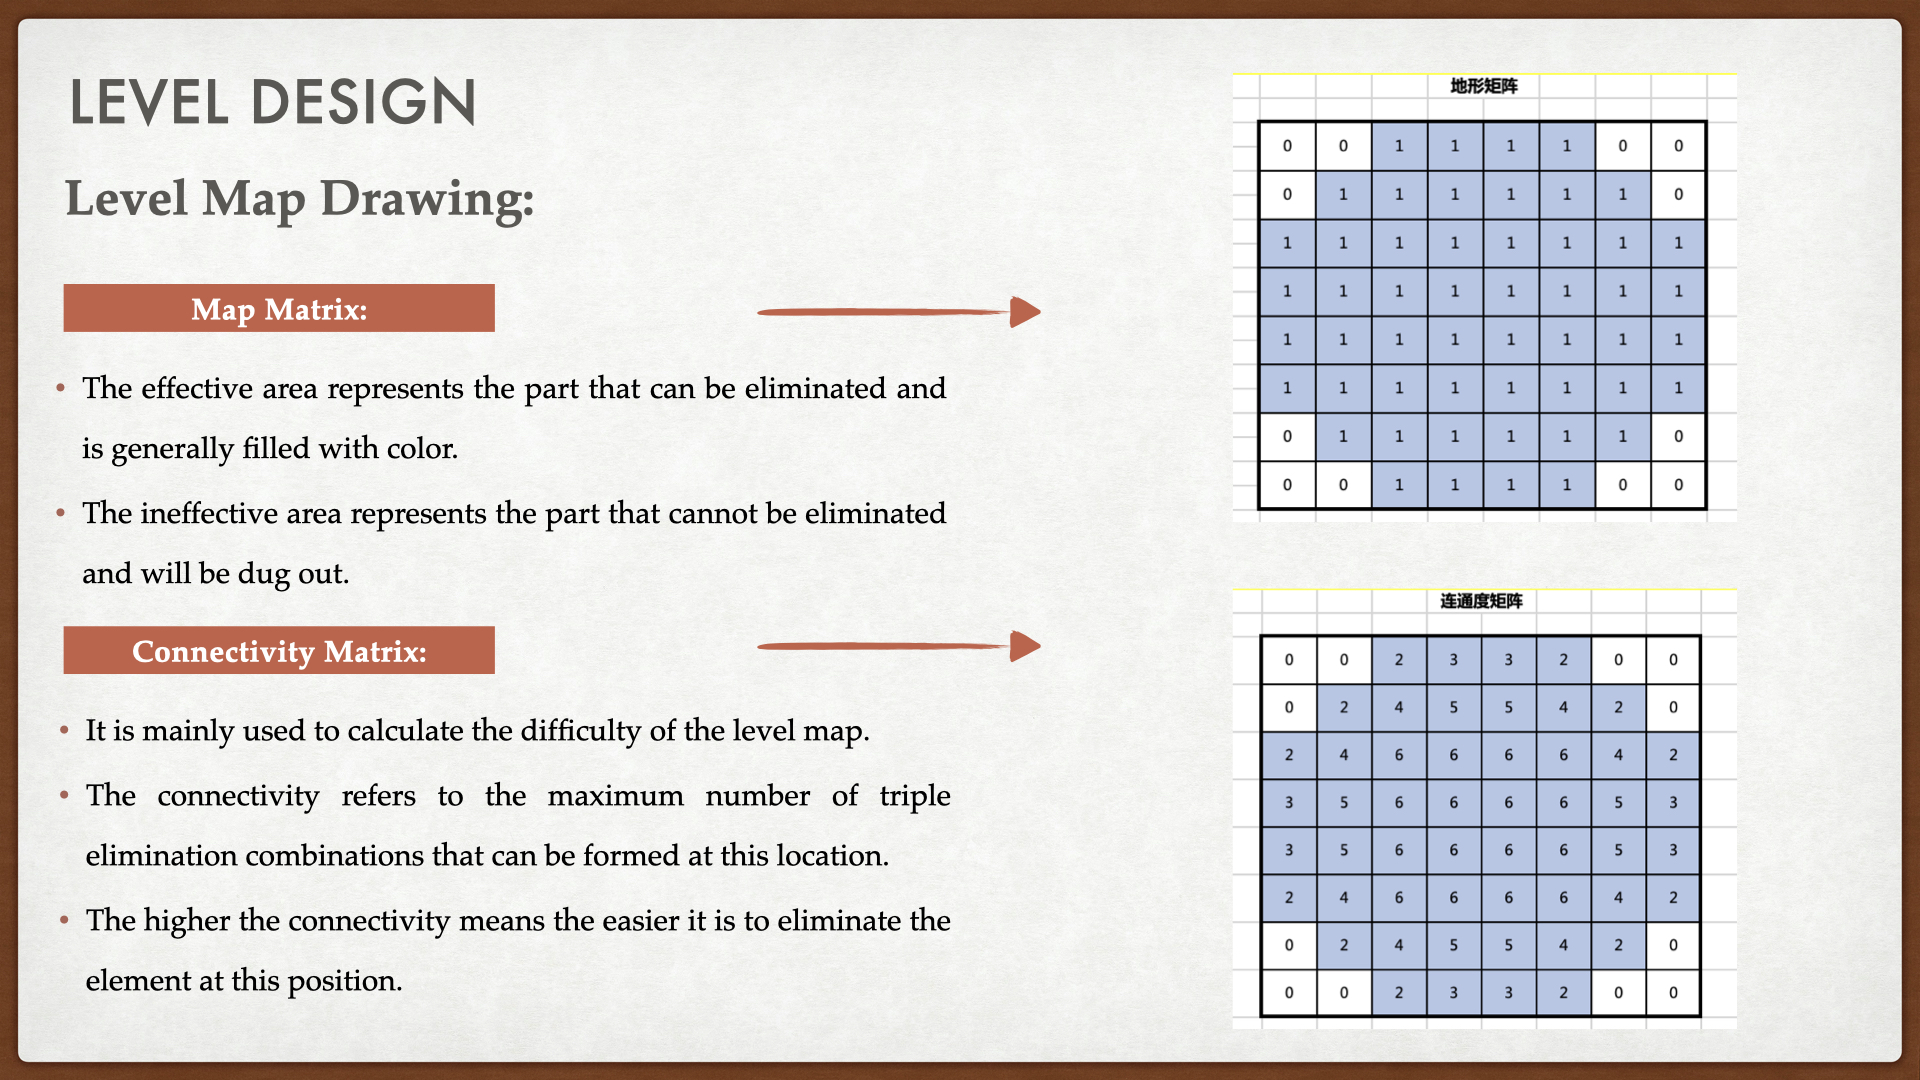 LEVEL DESIGN
Level Map Drawing:
Map Matrix:
• The effective area represents the part that can be eliminated and
is generally filled with color.
• The ineffective area represents the part that cannot be eliminated
and will be dug out.
Connectivity Matrix:
• It is mainly used to calculate the difficulty of the level map.
• The connectivity refers to the maximum number of triple
elimination combinations that can be formed at this location.
• The higher the connectivity means the easier it is to eliminate the
element at this position.
地形矩阵
0 0 1 1 1 1 0 0
0 1 1 1 1 1 1 0
1 1 1 1 1 1 1 1
1 1 1 1 1 1 1 1
1 1 1 1 1 1 1 1
1 1 1 1 1 1 1 1
0 1 1 1 1 1 1 0
0 0 1 1 1 1 0 0
连通度矩阵
0 0 2 3 3 2 0 0
0 2 4 5 5 4 2 0
2 4 6 6 6 6 4 2
3 5 6 6 6 6 5 3
3 5 6 6 6 6 5 3
2 4 6 6 6 6 4 2
0 2 4 5 5 4 2 0
0 0 2 3 3 2 0 0